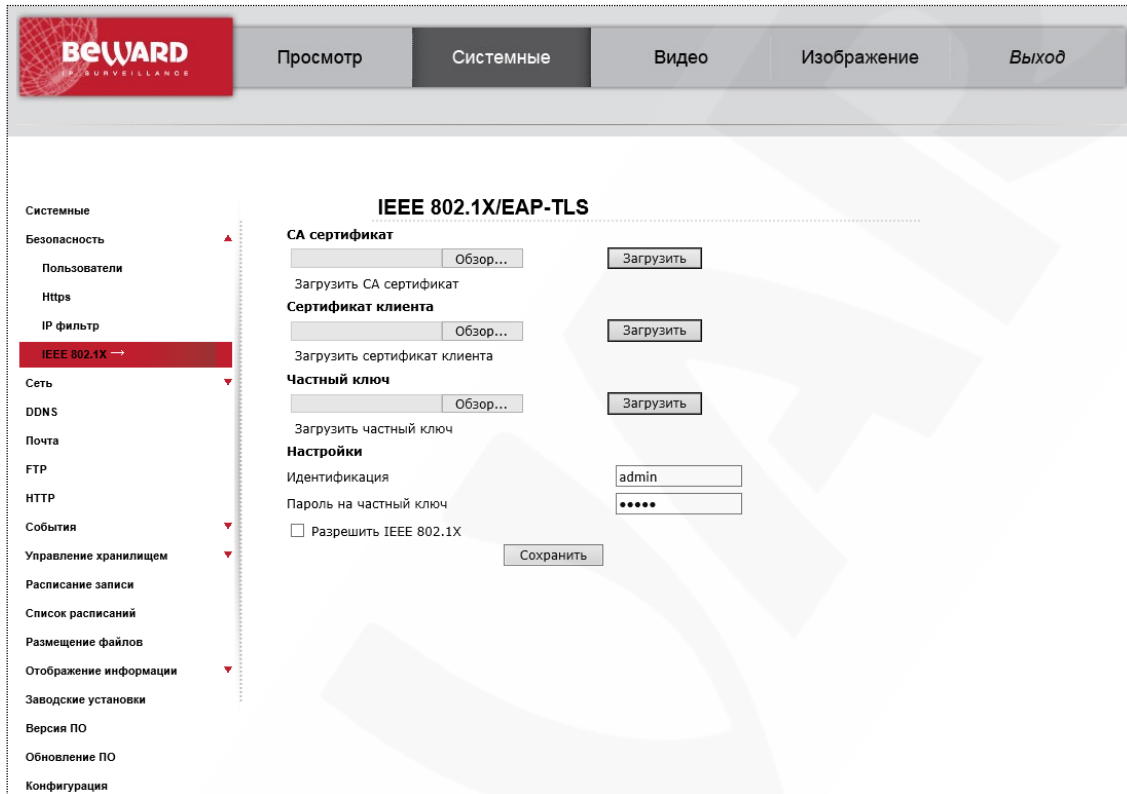 BEWARD
IP SURVEILLANCE
Просмотр
Системные
Видео
Изображение
Выход
Системные
Безопасность
Пользователи
Https
IP фильтр
IEEE 802.1X →
Сеть
DDNS
Почта
FTP
HTTP
События
Управление хранилищем
Расписание записи
Список расписаний
Размещение файлов
Отображение информации
Заводские установки
Версия ПО
Обновление ПО
Конфигурация
IEEE 802.1X/EAP-TLS
CA сертификат
Обзор... Загрузить
Загрузить CA сертификат
Сертификат клиента
Обзор... Загрузить
Загрузить сертификат клиента
Частный ключ
Обзор... Загрузить
Загрузить частный ключ
Настройки
Идентификация admin
Пароль на частный ключ •••••
Разрешить IEEE 802.1X
Сохранить